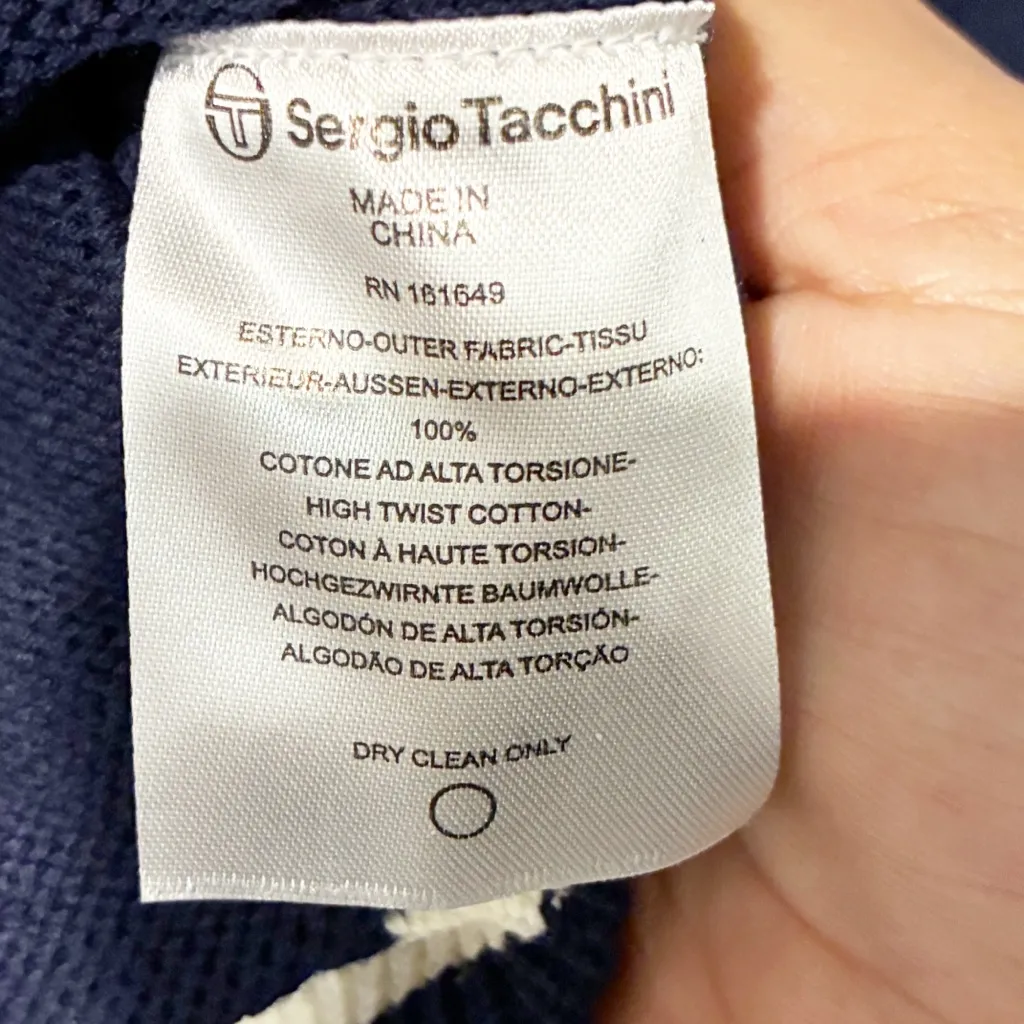 Sergio Tacchini
MADE IN
CHINA
RN 161649
ESTERNO-OUTER FABRIC-TISSU
EXTERIEUR-AUSSEN-EXTERNO-EXTERNO:
100%
COTONE AD ALTA TORSIONE-
HIGH TWIST COTTON-
COTON À HAUTE TORSION-
HOCHGEZWIRNTE BAUMWOLLE-
ALGODÓN DE ALTA TORSIÓN-
ALGODÃO DE ALTA TORÇÃO
DRY CLEAN ONLY